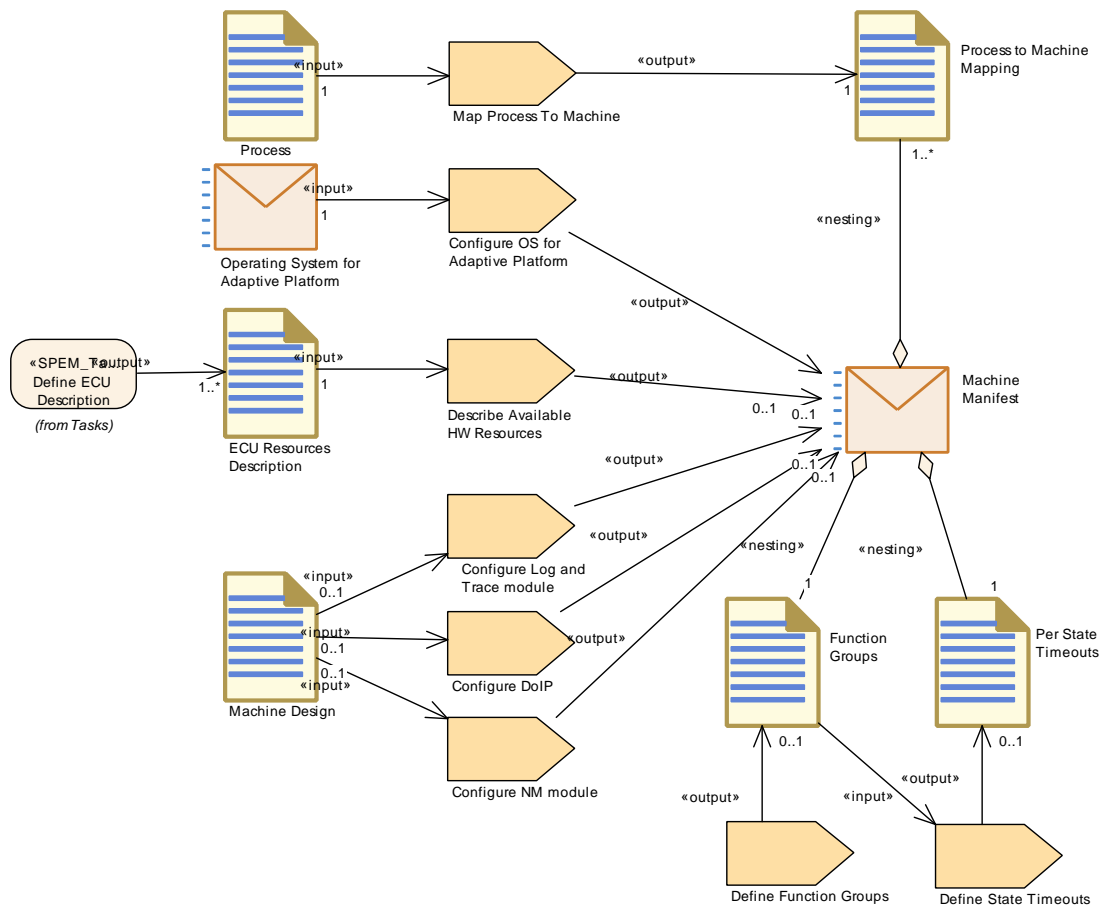 «input»
1
Process
Map Process To Machine
«output»
1
Process to Machine
Mapping
1..*
«nesting»
«input»
1
Operating System for
Adaptive Platform
Configure OS for
Adaptive Platform
«output»
«SPEM_Ta...
«output»
Define ECU
Description
(from Tasks)
1..*
«input»
1
ECU Resources
Description
Describe Available
HW Resources
«output»
0..1
0..1
Machine
Manifest
«output»
0..1
0..1
Configure Log and
Trace module
«output»
«nesting»
«nesting»
«input»
0..1
«input»
0..1
0..1
«input»
Machine Design
Configure DoIP
«output»
Configure NM module
1
Function
Groups
1
Per State
Timeouts
0..1
0..1
«output»
«input»
«output»
Define Function Groups
Define State Timeouts